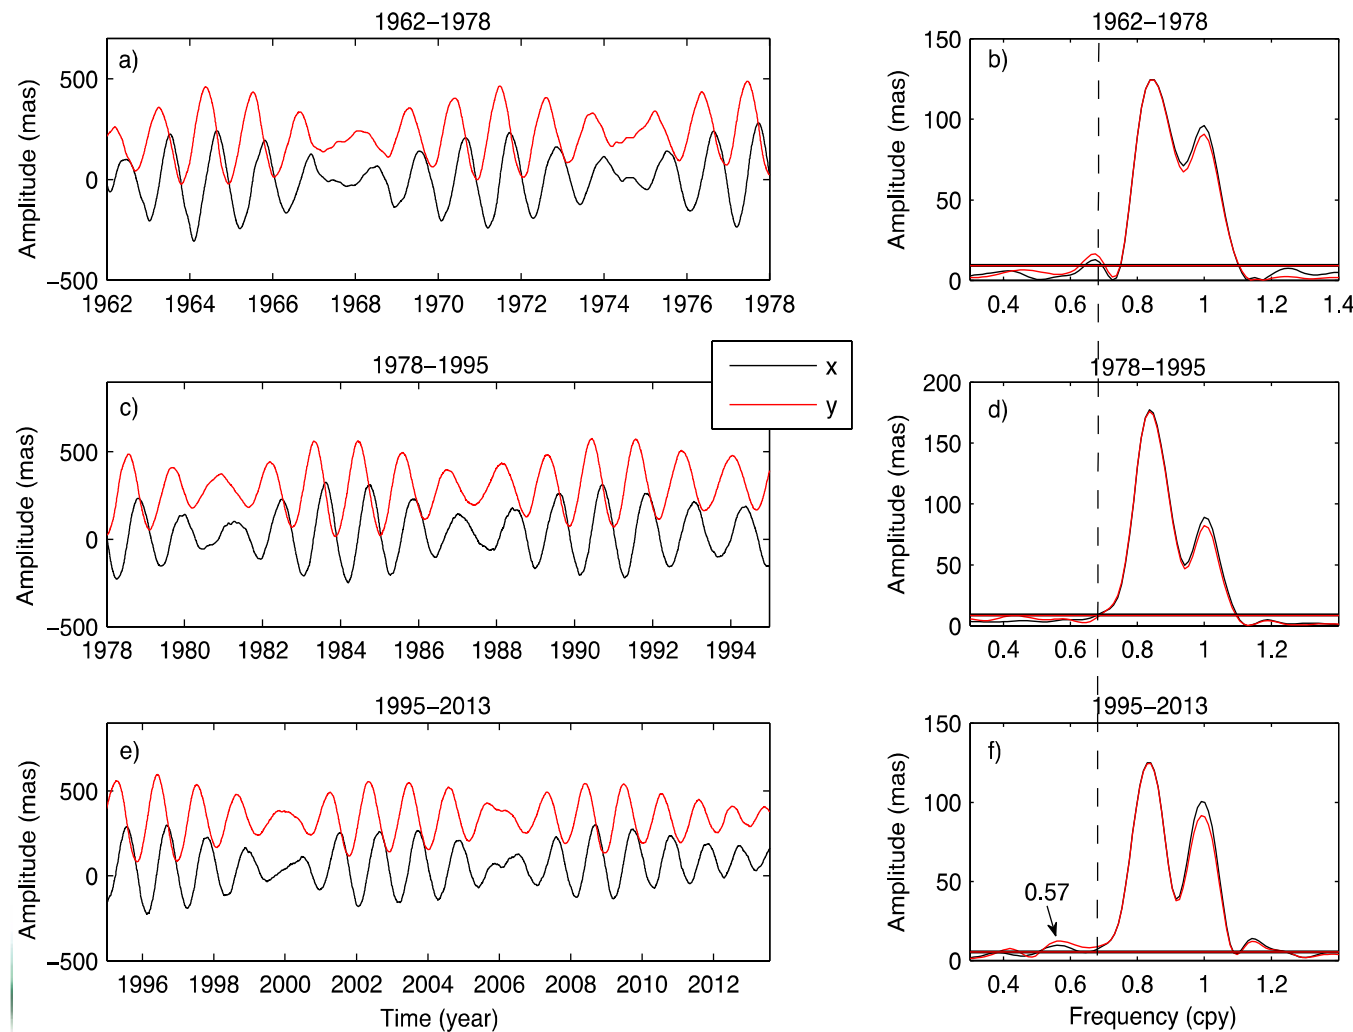 1962−1978
a)
Amplitude (mas)
500
0
−500
1962 1964 1966 1968 1970 1972 1974 1976 1978
1962−1978
b)
Amplitude (mas)
150
100
50
0
0.4 0.6 0.8 1 1.2 1.4
1978−1995
c)
Amplitude (mas)
500
0
−500
1978 1980 1982 1984 1986 1988 1990 1992 1994
x
y
1978−1995
d)
Amplitude (mas)
200
150
100
50
0
0.4 0.6 0.8 1 1.2
1995−2013
e)
Amplitude (mas)
500
0
−500
1996 1998 2000 2002 2004 2006 2008 2010 2012
Time (year)
1995−2013
f)
Amplitude (mas)
150
100
50
0
0.57
0.4 0.6 0.8 1 1.2
Frequency (cpy)